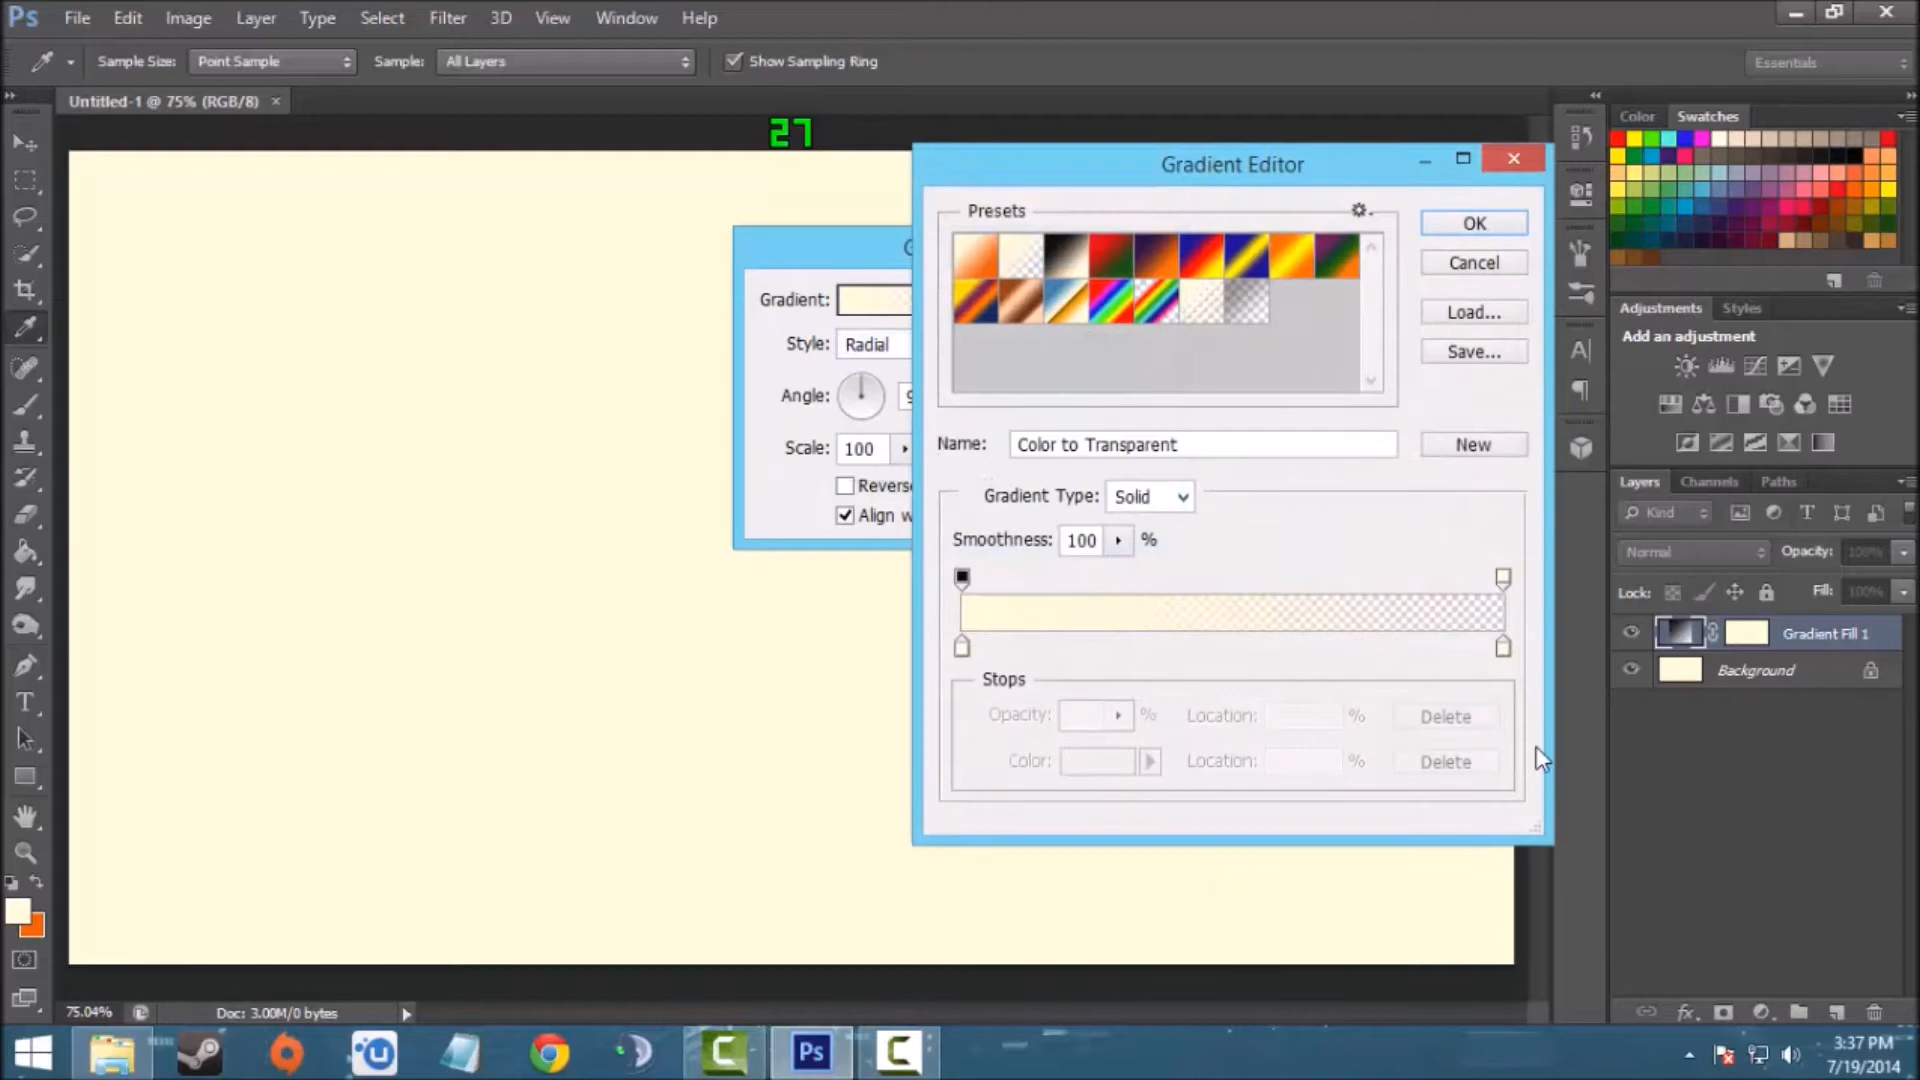 Ps File Edit Image Layer Type Select Filter 3D View Window Help
Sample Size: Point Sample Sample: All Layers Show Sampling Ring Essentials
Untitled-1 @ 75% (RGB/8) ×
27
Gradient Editor
Presets
OK
Cancel
Load...
Save...
Name: Color to Transparent New
Gradient Type: Solid
Smoothness: 100 %
Stops
Opacity: % Location: % Delete
Color: % Location: % Delete
G
Gradient:
Style: Radial
Angle: 9
Scale: 100
Reverse
Align w
Color Swatches
Adjustments Styles
Add an adjustment
Layers Channels Paths
Kind
Normal Opacity: 100%
Lock: Fill: 100%
Gradient Fill 1
Background
75.04% Doc: 3.00M/0 bytes
Ps
3:37 PM
7/19/2014